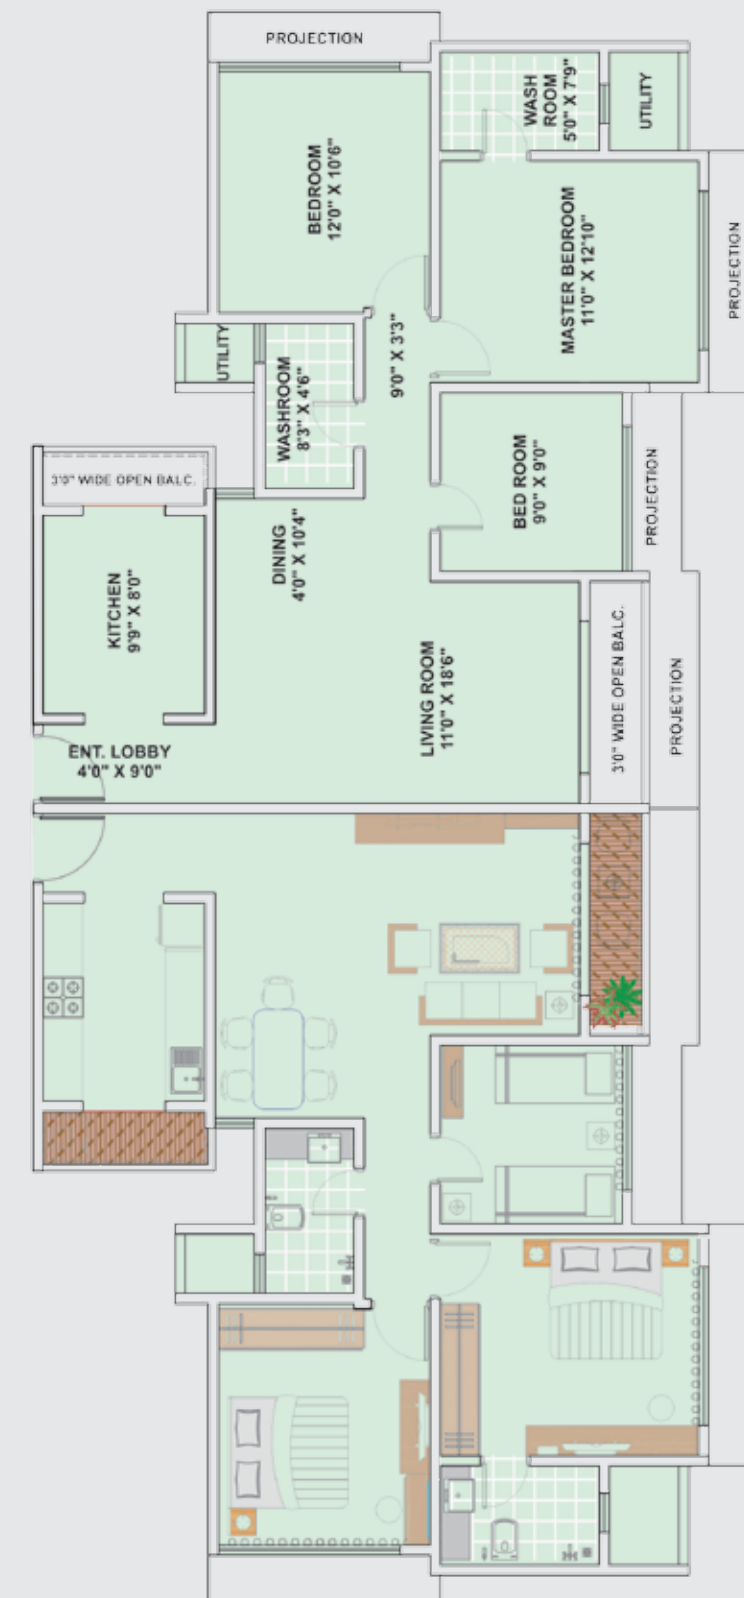 PROJECTION
WASH
ROOM
5'0" X 7'9"
UTILITY
BEDROOM
12'0" X 10'6"
MASTER BEDROOM
11'0" X 12'10"
PROJECTION
UTILITY
WASHROOM
8'3" X 4'6"
9'0" X 3'3"
3'0" WIDE OPEN BALC.
BED ROOM
9'0" X 9'0"
PROJECTION
KITCHEN
9'9" X 8'0"
DINING
4'0" X 10'4"
LIVING ROOM
11'0" X 18'6"
3'0" WIDE OPEN BALC.
PROJECTION
ENT. LOBBY
4'0" X 9'0"